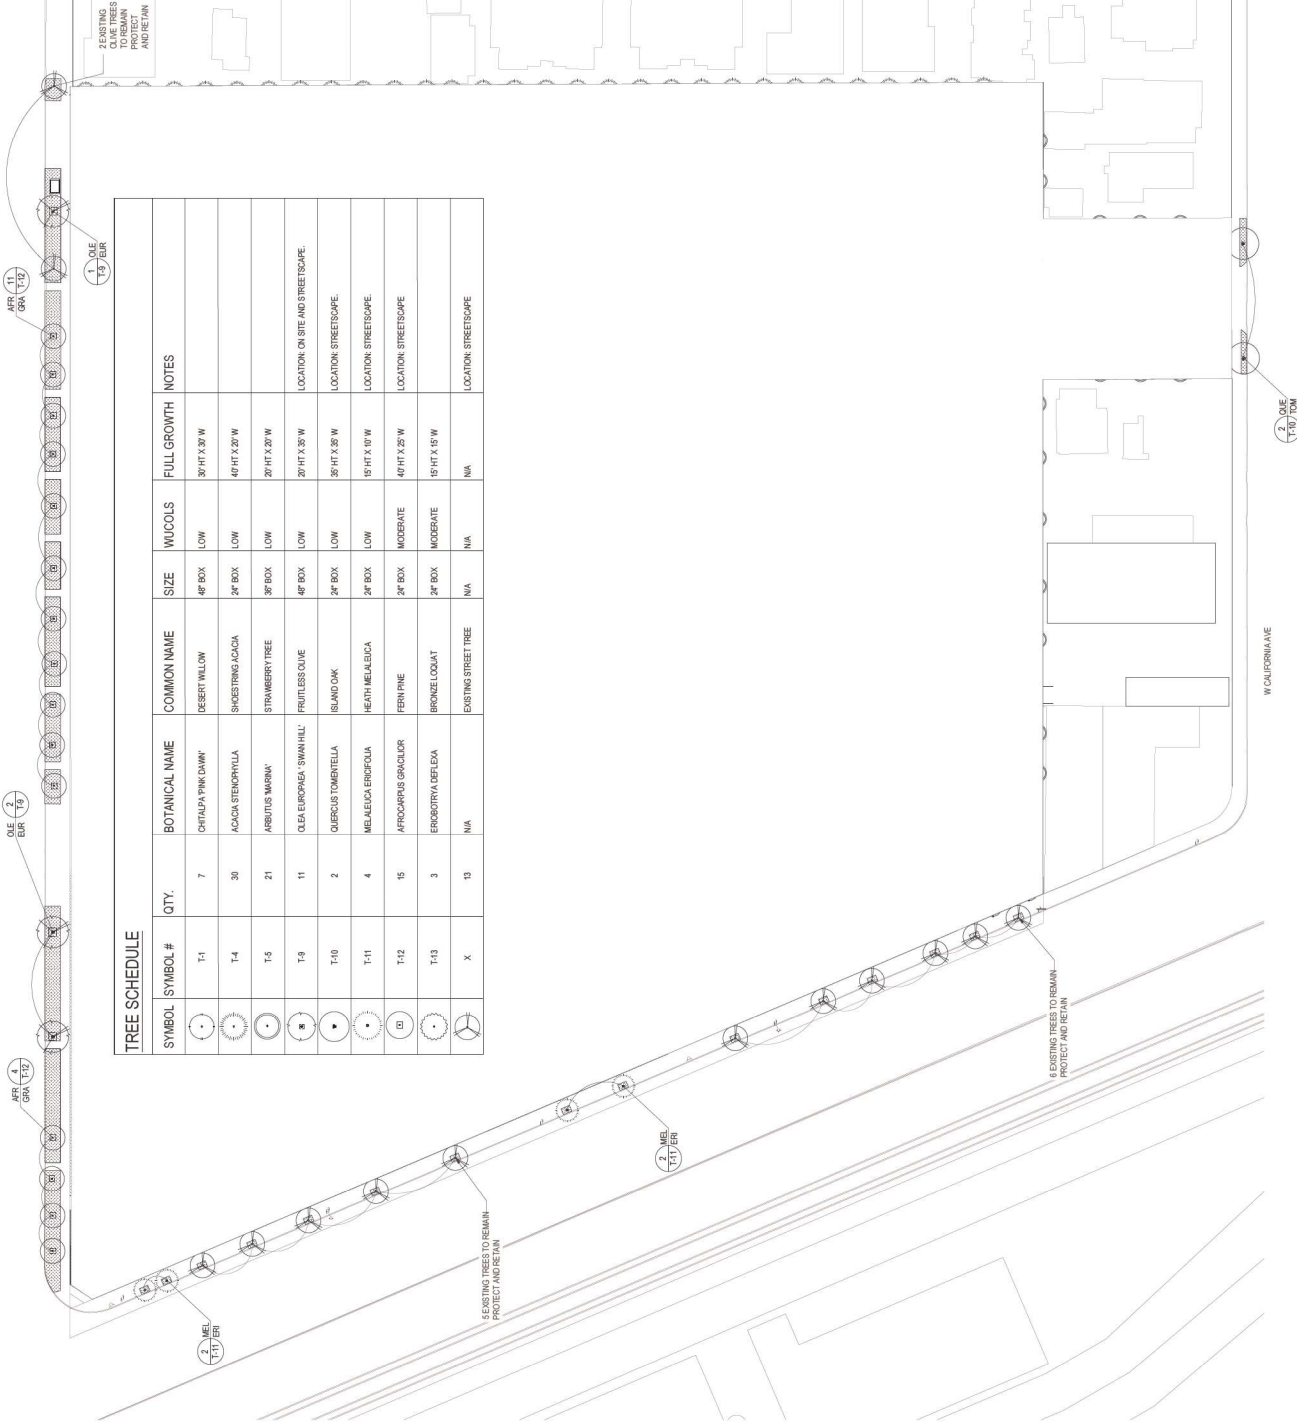 2 EXISTING
OLIVE TREES
TO REMAIN
PROTECT
AND RETAIN
AFR 11
GRA T-12
1 OLE
T-9 EUR
OLE 2
EUR T-9
AFR 4
GRA T-12
TREE SCHEDULE
SYMBOL SYMBOL # QTY. BOTANICAL NAME COMMON NAME SIZE WUCOLS FULL GROWTH NOTES
T-1 7 CHITALPA 'PINK DAWN' DESERT WILLOW 48" BOX LOW 30' HT X 30' W
T-4 30 ACACIA STENOPHYLLA SHOESTRING ACACIA 24" BOX LOW 40' HT X 20' W
T-5 21 ARBUTUS 'MARINA' STRAWBERRY TREE 36" BOX LOW 20' HT X 20' W
T-9 11 OLEA EUROPAEA ' SWAN HILL' FRUITLESS OLIVE 48" BOX LOW 20' HT X 35' W LOCATION: ON SITE AND STREETSCAPE.
T-10 2 QUERCUS TOMENTELLA ISLAND OAK 24" BOX LOW 35' HT X 35' W LOCATION: STREETSCAPE.
T-11 4 MELALEUCA ERICIFOLIA HEATH MELALEUCA 24" BOX LOW 15' HT X 10' W LOCATION: STREETSCAPE.
T-12 15 AFROCARPUS GRACILIOR FERN PINE 24" BOX MODERATE 40' HT X 25' W LOCATION: STREETSCAPE
T-13 3 ERIOBOTRYA DEFLEXA BRONZE LOQUAT 24" BOX MODERATE 15' HT X 15' W
X 13 N/A EXISTING STREET TREE N/A N/A N/A LOCATION: STREETSCAPE
2 MEL
T-11 ERI
5 EXISTING TREES TO REMAIN
PROTECT AND RETAIN
2 MEL
T-11 ERI
6 EXISTING TREES TO REMAIN
PROTECT AND RETAIN
W CALIFORNIA AVE
2 QUE
T-10 TOM